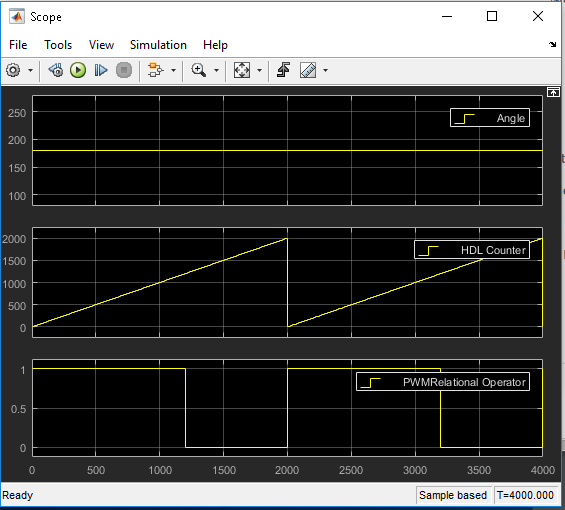 Scope
File Tools View Simulation Help
250
200
150
100
Angle
2000
1500
1000
500
0
HDL Counter
1
0.5
0
PWMRelational Operator
0 500 1000 1500 2000 2500 3000 3500 4000
Ready
Sample based T=4000.000